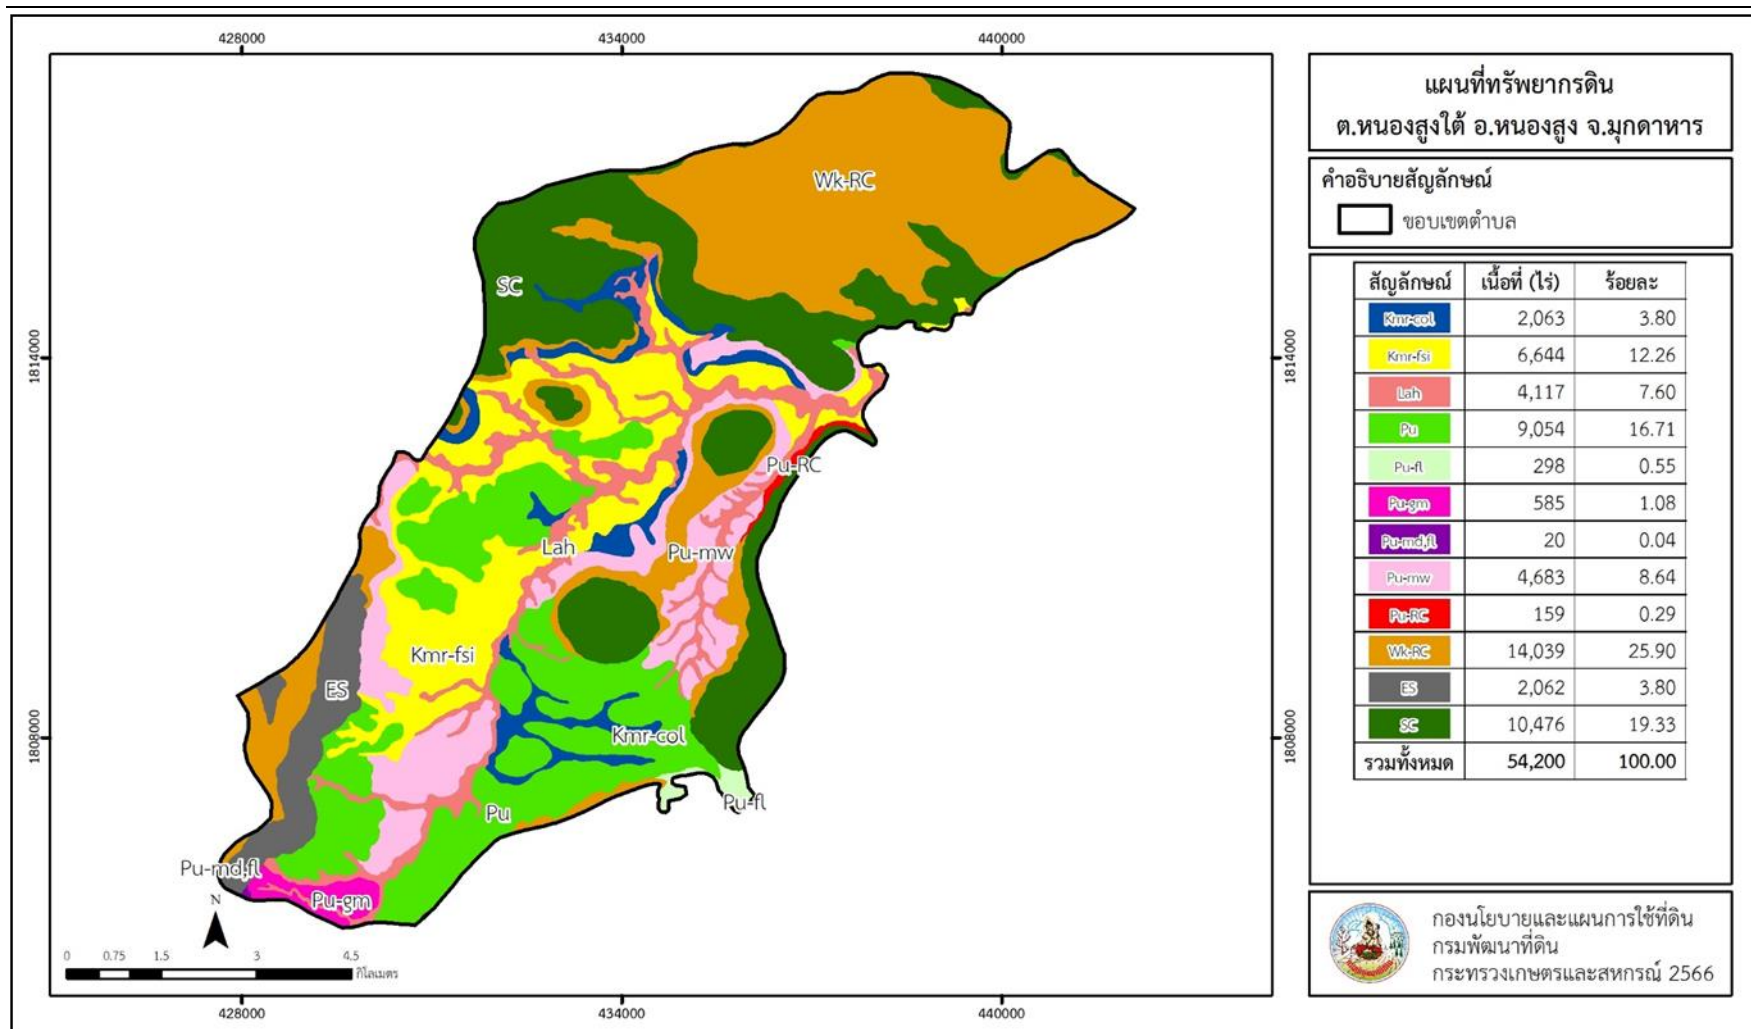 428000
434000
440000
1814000
1808000
1814000
1808000
428000
434000
440000
Wk-RC
SC
Pu-RC
Lah
Pu-mw
Kmr-fsi
ES
Kmr-col
Pu-fl
Pu
Pu-md,fl
Pu-gm
N
0 0.75 1.5 3 4.5
กิโลเมตร
แผนที่ทรัพยากรดิน
ต.หนองสูงใต้ อ.หนองสูง จ.มุกดาหาร
คำอธิบายสัญลักษณ์
ขอบเขตตำบล
สัญลักษณ์ เนื้อที่ (ไร่) ร้อยละ
Kmr-col 2,063 3.80
Kmr-fsi 6,644 12.26
Lah 4,117 7.60
Pu 9,054 16.71
Pu-fl 298 0.55
Pu-gm 585 1.08
Pu-md,fl 20 0.04
Pu-mw 4,683 8.64
Pu-RC 159 0.29
Wk-RC 14,039 25.90
ES 2,062 3.80
SC 10,476 19.33
รวมทั้งหมด 54,200 100.00
กองนโยบายและแผนการใช้ที่ดิน
กรมพัฒนาที่ดิน
กระทรวงเกษตรและสหกรณ์ 2566